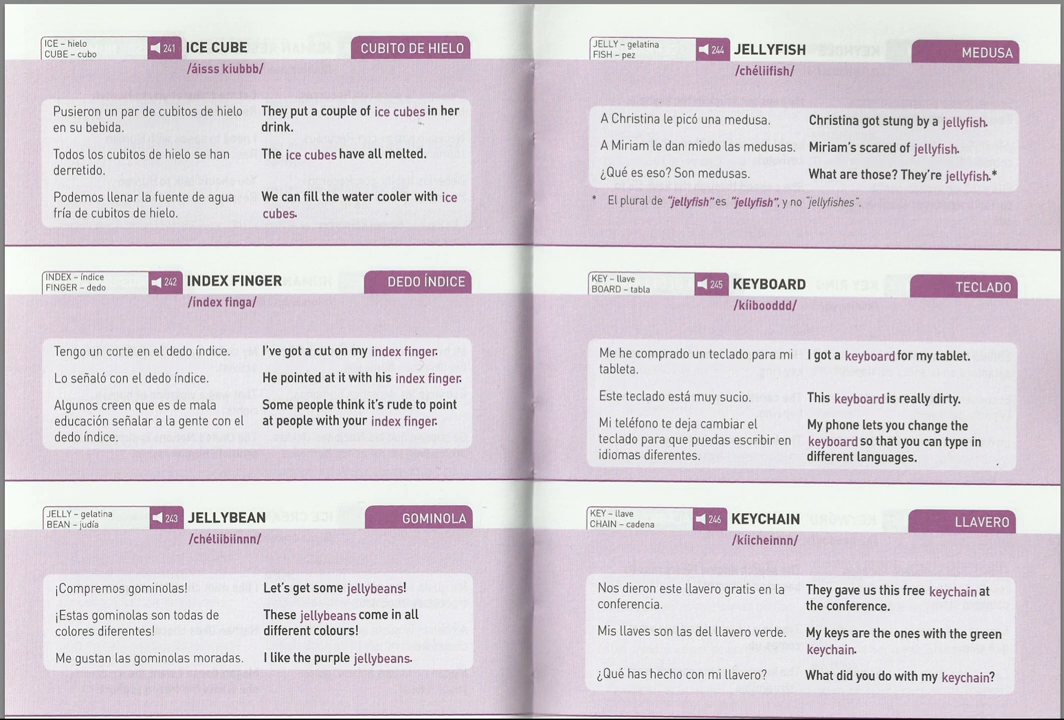 ICE – hielo
CUBE – cubo
241
ICE CUBE
CUBITO DE HIELO
/áisss kiubbb/
Pusieron un par de cubitos de hielo
en su bebida.
They put a couple of ice cubes in her
drink.
Todos los cubitos de hielo se han
derretido.
The ice cubes have all melted.
Podemos llenar la fuente de agua
fría de cubitos de hielo.
We can fill the water cooler with ice
cubes.
INDEX – índice
FINGER – dedo
242
INDEX FINGER
DEDO ÍNDICE
/índex finga/
Tengo un corte en el dedo índice.
I've got a cut on my index finger.
Lo señaló con el dedo índice.
He pointed at it with his index finger.
Algunos creen que es de mala
educación señalar a la gente con el
dedo índice.
Some people think it's rude to point
at people with your index finger.
JELLY – gelatina
BEAN – judía
243
JELLYBEAN
GOMINOLA
/chéliibiinnn/
¡Compremos gominolas!
Let's get some jellybeans!
¡Estas gominolas son todas de
colores diferentes!
These jellybeans come in all
different colours!
Me gustan las gominolas moradas.
I like the purple jellybeans.
JELLY – gelatina
FISH – pez
244
JELLYFISH
MEDUSA
/chéliifish/
A Christina le picó una medusa.
Christina got stung by a jellyfish.
A Miriam le dan miedo las medusas.
Miriam's scared of jellyfish.
¿Qué es eso? Son medusas.
What are those? They're jellyfish.*
* El plural de "jellyfish" es "jellyfish", y no "jellyfishes".
KEY – llave
BOARD – tabla
245
KEYBOARD
TECLADO
/kíibooddd/
Me he comprado un teclado para mi
tableta.
I got a keyboard for my tablet.
Este teclado está muy sucio.
This keyboard is really dirty.
Mi teléfono te deja cambiar el
teclado para que puedas escribir en
idiomas diferentes.
My phone lets you change the
keyboard so that you can type in
different languages.
KEY – llave
CHAIN – cadena
246
KEYCHAIN
LLAVERO
/kíicheinnn/
Nos dieron este llavero gratis en la
conferencia.
They gave us this free keychain at
the conference.
Mis llaves son las del llavero verde.
My keys are the ones with the green
keychain.
¿Qué has hecho con mi llavero?
What did you do with my keychain?